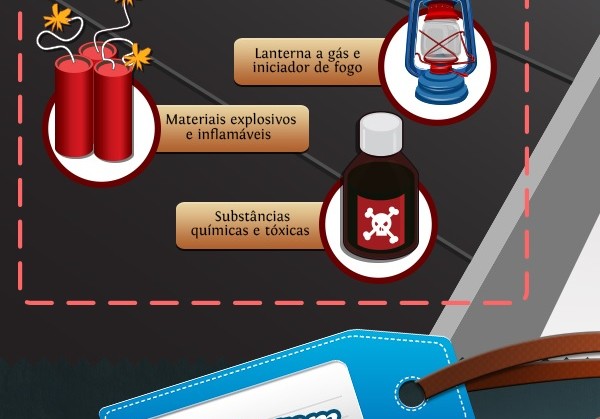 Lanterna a gás e
iniciador de fogo
Materiais explosivos
e inflamáveis
Substâncias
químicas e tóxicas